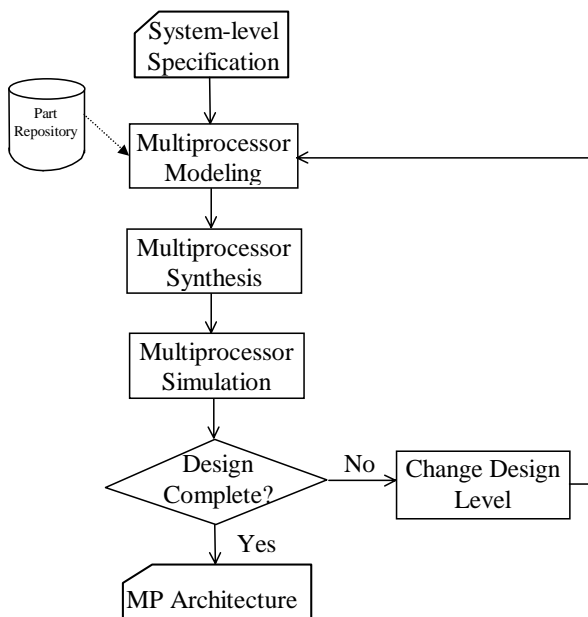 System-level
Specification
Part
Repository
Multiprocessor
Modeling
Multiprocessor
Synthesis
Multiprocessor
Simulation
Design
Complete?
No
Change Design
Level
Yes
MP Architecture